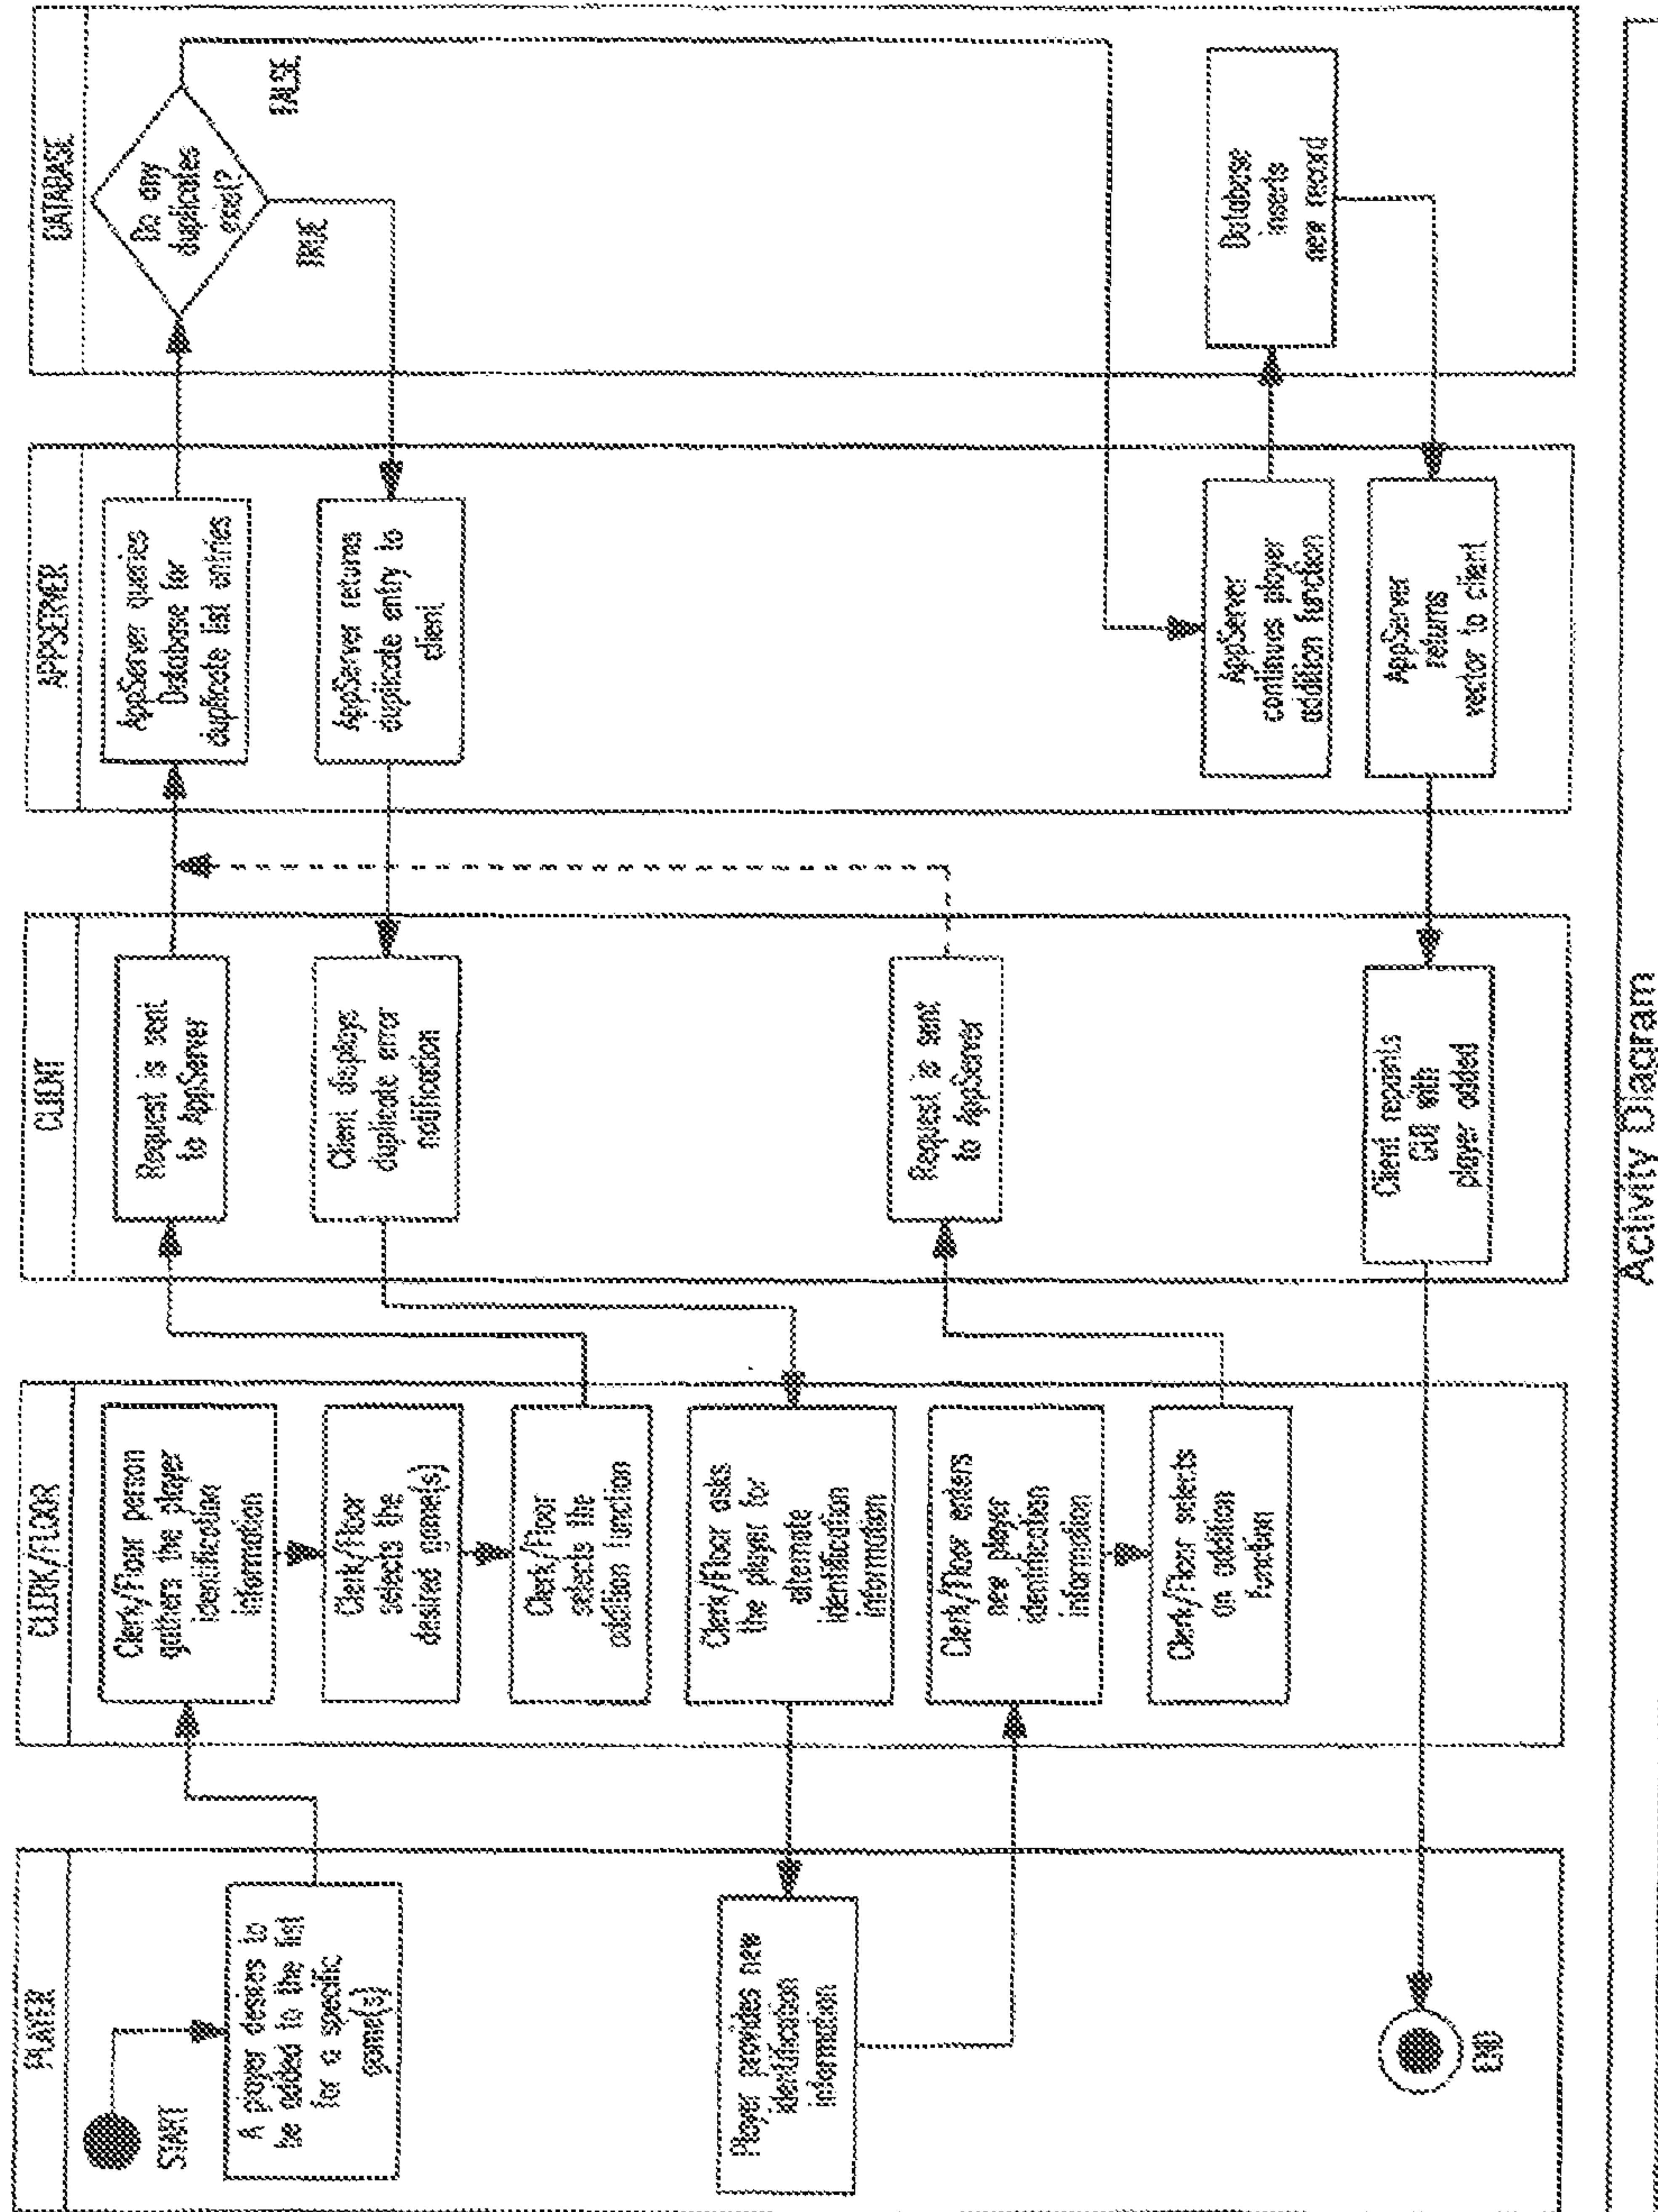 PLAYER
START
A player desires to
be added to the list
for a specific
game(s)
Player provides new
identification
information
END
CLERK/FLOOR
Clerk/Floor person
gathers the player
identification
information
Clerk/Floor
selects the
desired game(s)
Clerk/Floor
selects the
addition function
Clerk/Floor asks
the player for
alternate
identification
information
Clerk/Floor enters
new player
identification
information
Clerk/Floor selects
an addition
function
CLIENT
Request is sent
to AppServer
Client displays
duplicate error
notification
Request is sent
to AppServer
Client repaints
GUI with
player added
APPSERVER
AppServer queries
Database for
duplicate list entries
AppServer returns
duplicate entry to
client
AppServer
continues player
addition function
AppServer
returns
vector to client
DATABASE
Do any
duplicates
exist?
TRUE
FALSE
Database
inserts
new record
Activity Diagram